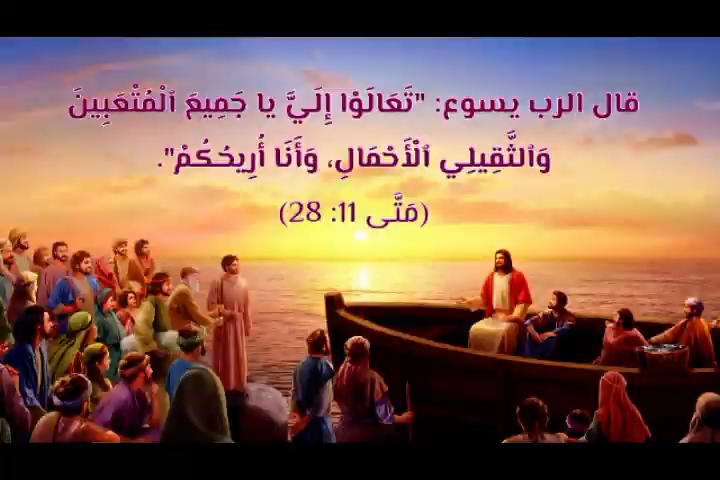 قال الرب يسوع: "تَعَالَوْا إِلَيَّ يا جَمِيعَ ٱلْمُتْعَبِينَ
وَٱلثَّقِيلِي ٱلْأَحْمَالِ، وَأَنَا أُرِيحُكُمْ".
(مَتَّى 11: 28)